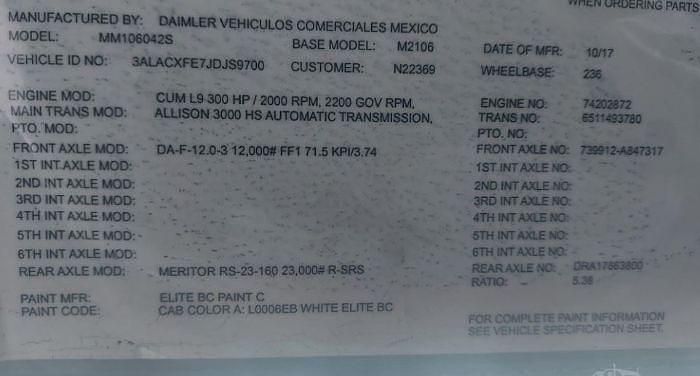 WHEN ORDERING PARTS
MANUFACTURED BY: DAIMLER VEHICULOS COMERCIALES MEXICO
MODEL: MM106042S BASE MODEL: M2106 DATE OF MFR: 10/17
VEHICLE ID NO: 3ALACXFE7JDJS9700 CUSTOMER: N22369 WHEELBASE: 236
ENGINE MOD: CUM L9 300 HP / 2000 RPM, 2200 GOV RPM, ENGINE NO: 74202872
MAIN TRANS MOD: ALLISON 3000 HS AUTOMATIC TRANSMISSION, TRANS NO: 6511493780
PTO. MOD: PTO. NO:
FRONT AXLE MOD: DA-F-12.0-3 12,000# FF1 71.5 KPI/3.74 FRONT AXLE NO: 739912-A847317
1ST INT.AXLE MOD: 1ST INT.AXLE NO:
2ND INT AXLE MOD: 2ND INT AXLE NO:
3RD INT AXLE MOD: 3RD INT AXLE NO:
4TH INT AXLE MOD: 4TH INT AXLE NO:
5TH INT AXLE MOD: 5TH INT AXLE NO:
6TH INT AXLE MOD: 6TH INT AXLE NO:
REAR AXLE MOD: MERITOR RS-23-160 23,000# R-SRS REAR AXLE NO: DRA17863800
RATIO: 5.38
PAINT MFR: ELITE BC PAINT C
PAINT CODE: CAB COLOR A: L0006EB WHITE ELITE BC
FOR COMPLETE PAINT INFORMATION
SEE VEHICLE SPECIFICATION SHEET.